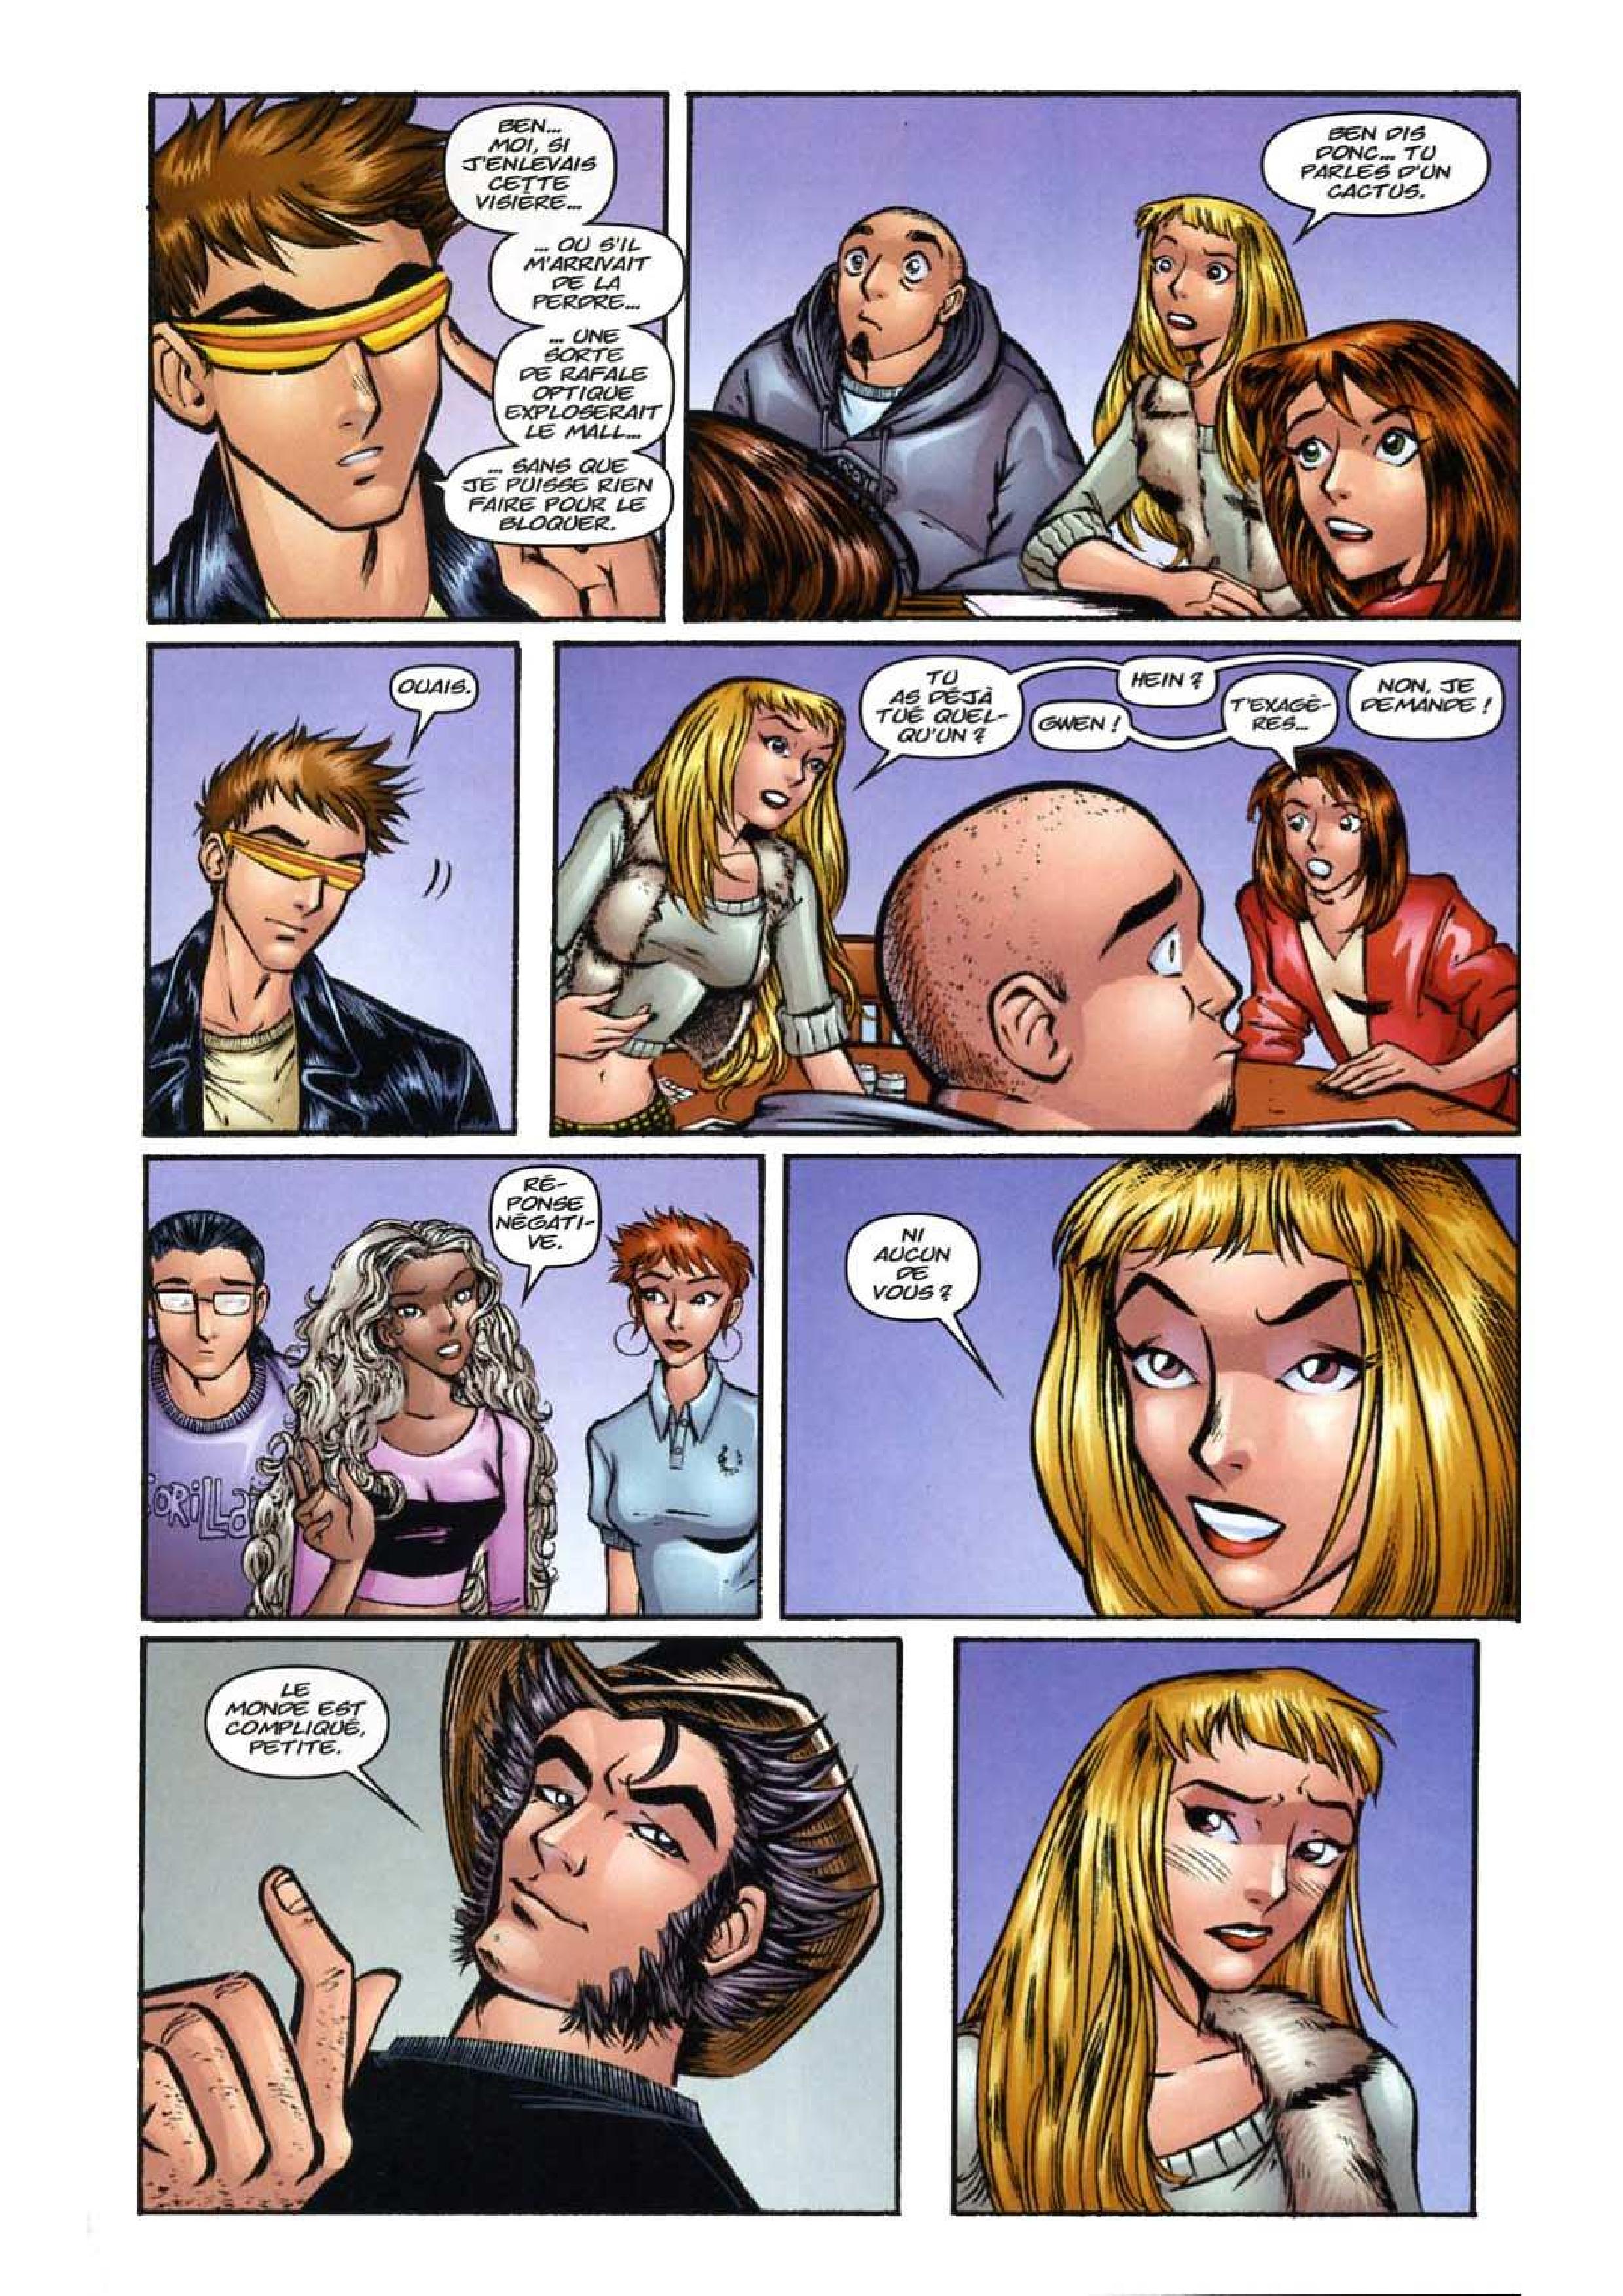 BEN...
MOI, SI
J'ENLEVAIS
CETTE
VISIÈRE...
... OU S'IL
M'ARRIVAIT
DE LA
PERDRE...
... UNE
SORTE
DE RAFALE
OPTIQUE
EXPLOSERAIT
LE MALL...
... SANS QUE
JE PUISSE RIEN
FAIRE POUR LE
BLOQUER.
BEN DIS
DONC... TU
PARLES D'UN
CACTUS.
OUAIS.
TU
AS DÉJÀ
TUÉ QUEL-
QU'UN ?
GWEN !
HEIN ?
T'EXAGÈ-
RES...
NON, JE
DEMANDE !
RÉ-
PONSE
NÉGATI-
VE.
ORILLA
NI
AUCUN
DE
VOUS ?
LE
MONDE EST
COMPLIQUÉ,
PETITE.